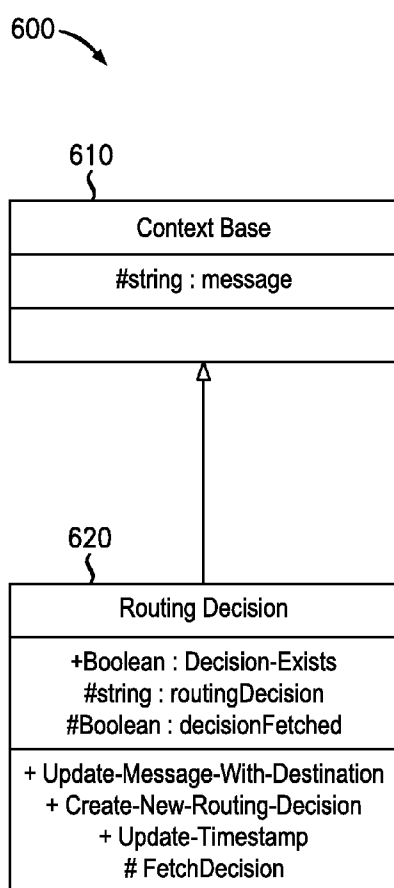 600
610
Context Base
#string : message
620
Routing Decision
+Boolean : Decision-Exists
#string : routingDecision
#Boolean : decisionFetched
+ Update-Message-With-Destination
+ Create-New-Routing-Decision
+ Update-Timestamp
# FetchDecision